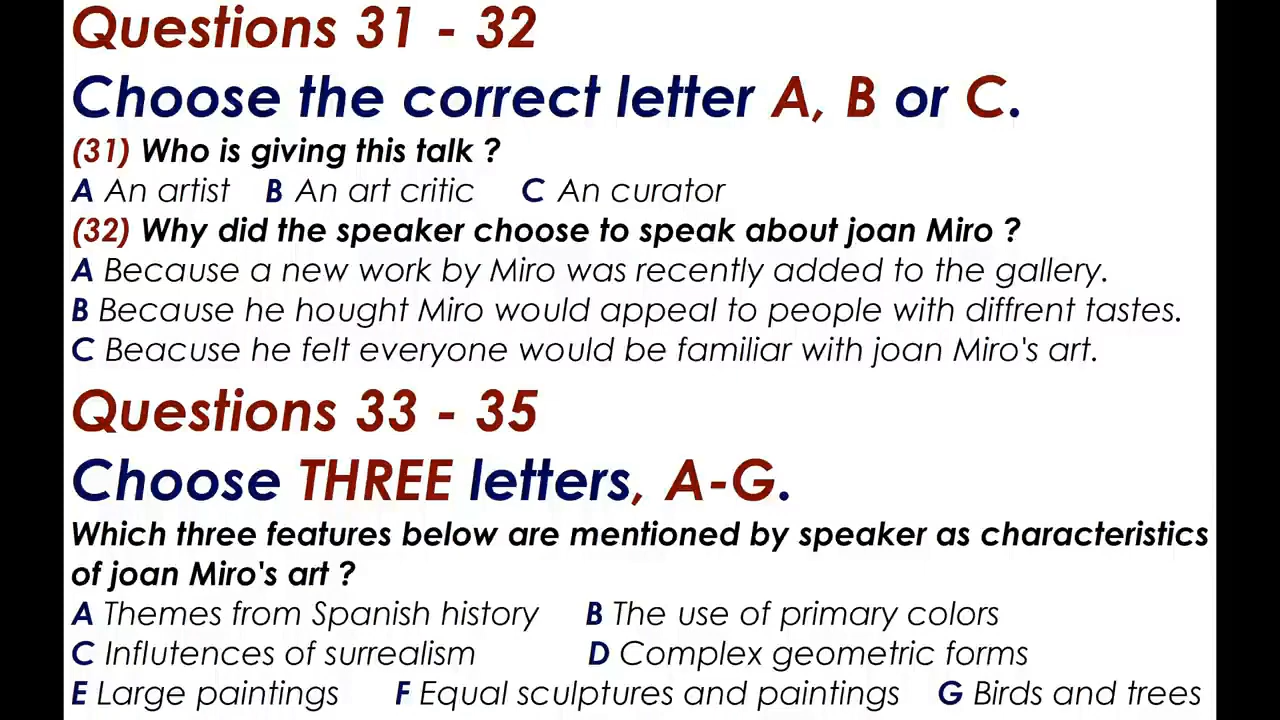 Questions 31 - 32
Choose the correct letter A, B or C.
(31) Who is giving this talk ?
A An artist B An art critic C An curator
(32) Why did the speaker choose to speak about joan Miro ?
A Because a new work by Miro was recently added to the gallery.
B Because he hought Miro would appeal to people with diffrent tastes.
C Beacuse he felt everyone would be familiar with joan Miro's art.
Questions 33 - 35
Choose THREE letters, A-G.
Which three features below are mentioned by speaker as characteristics
of joan Miro's art ?
A Themes from Spanish history B The use of primary colors
C Influtences of surrealism D Complex geometric forms
E Large paintings F Equal sculptures and paintings G Birds and trees